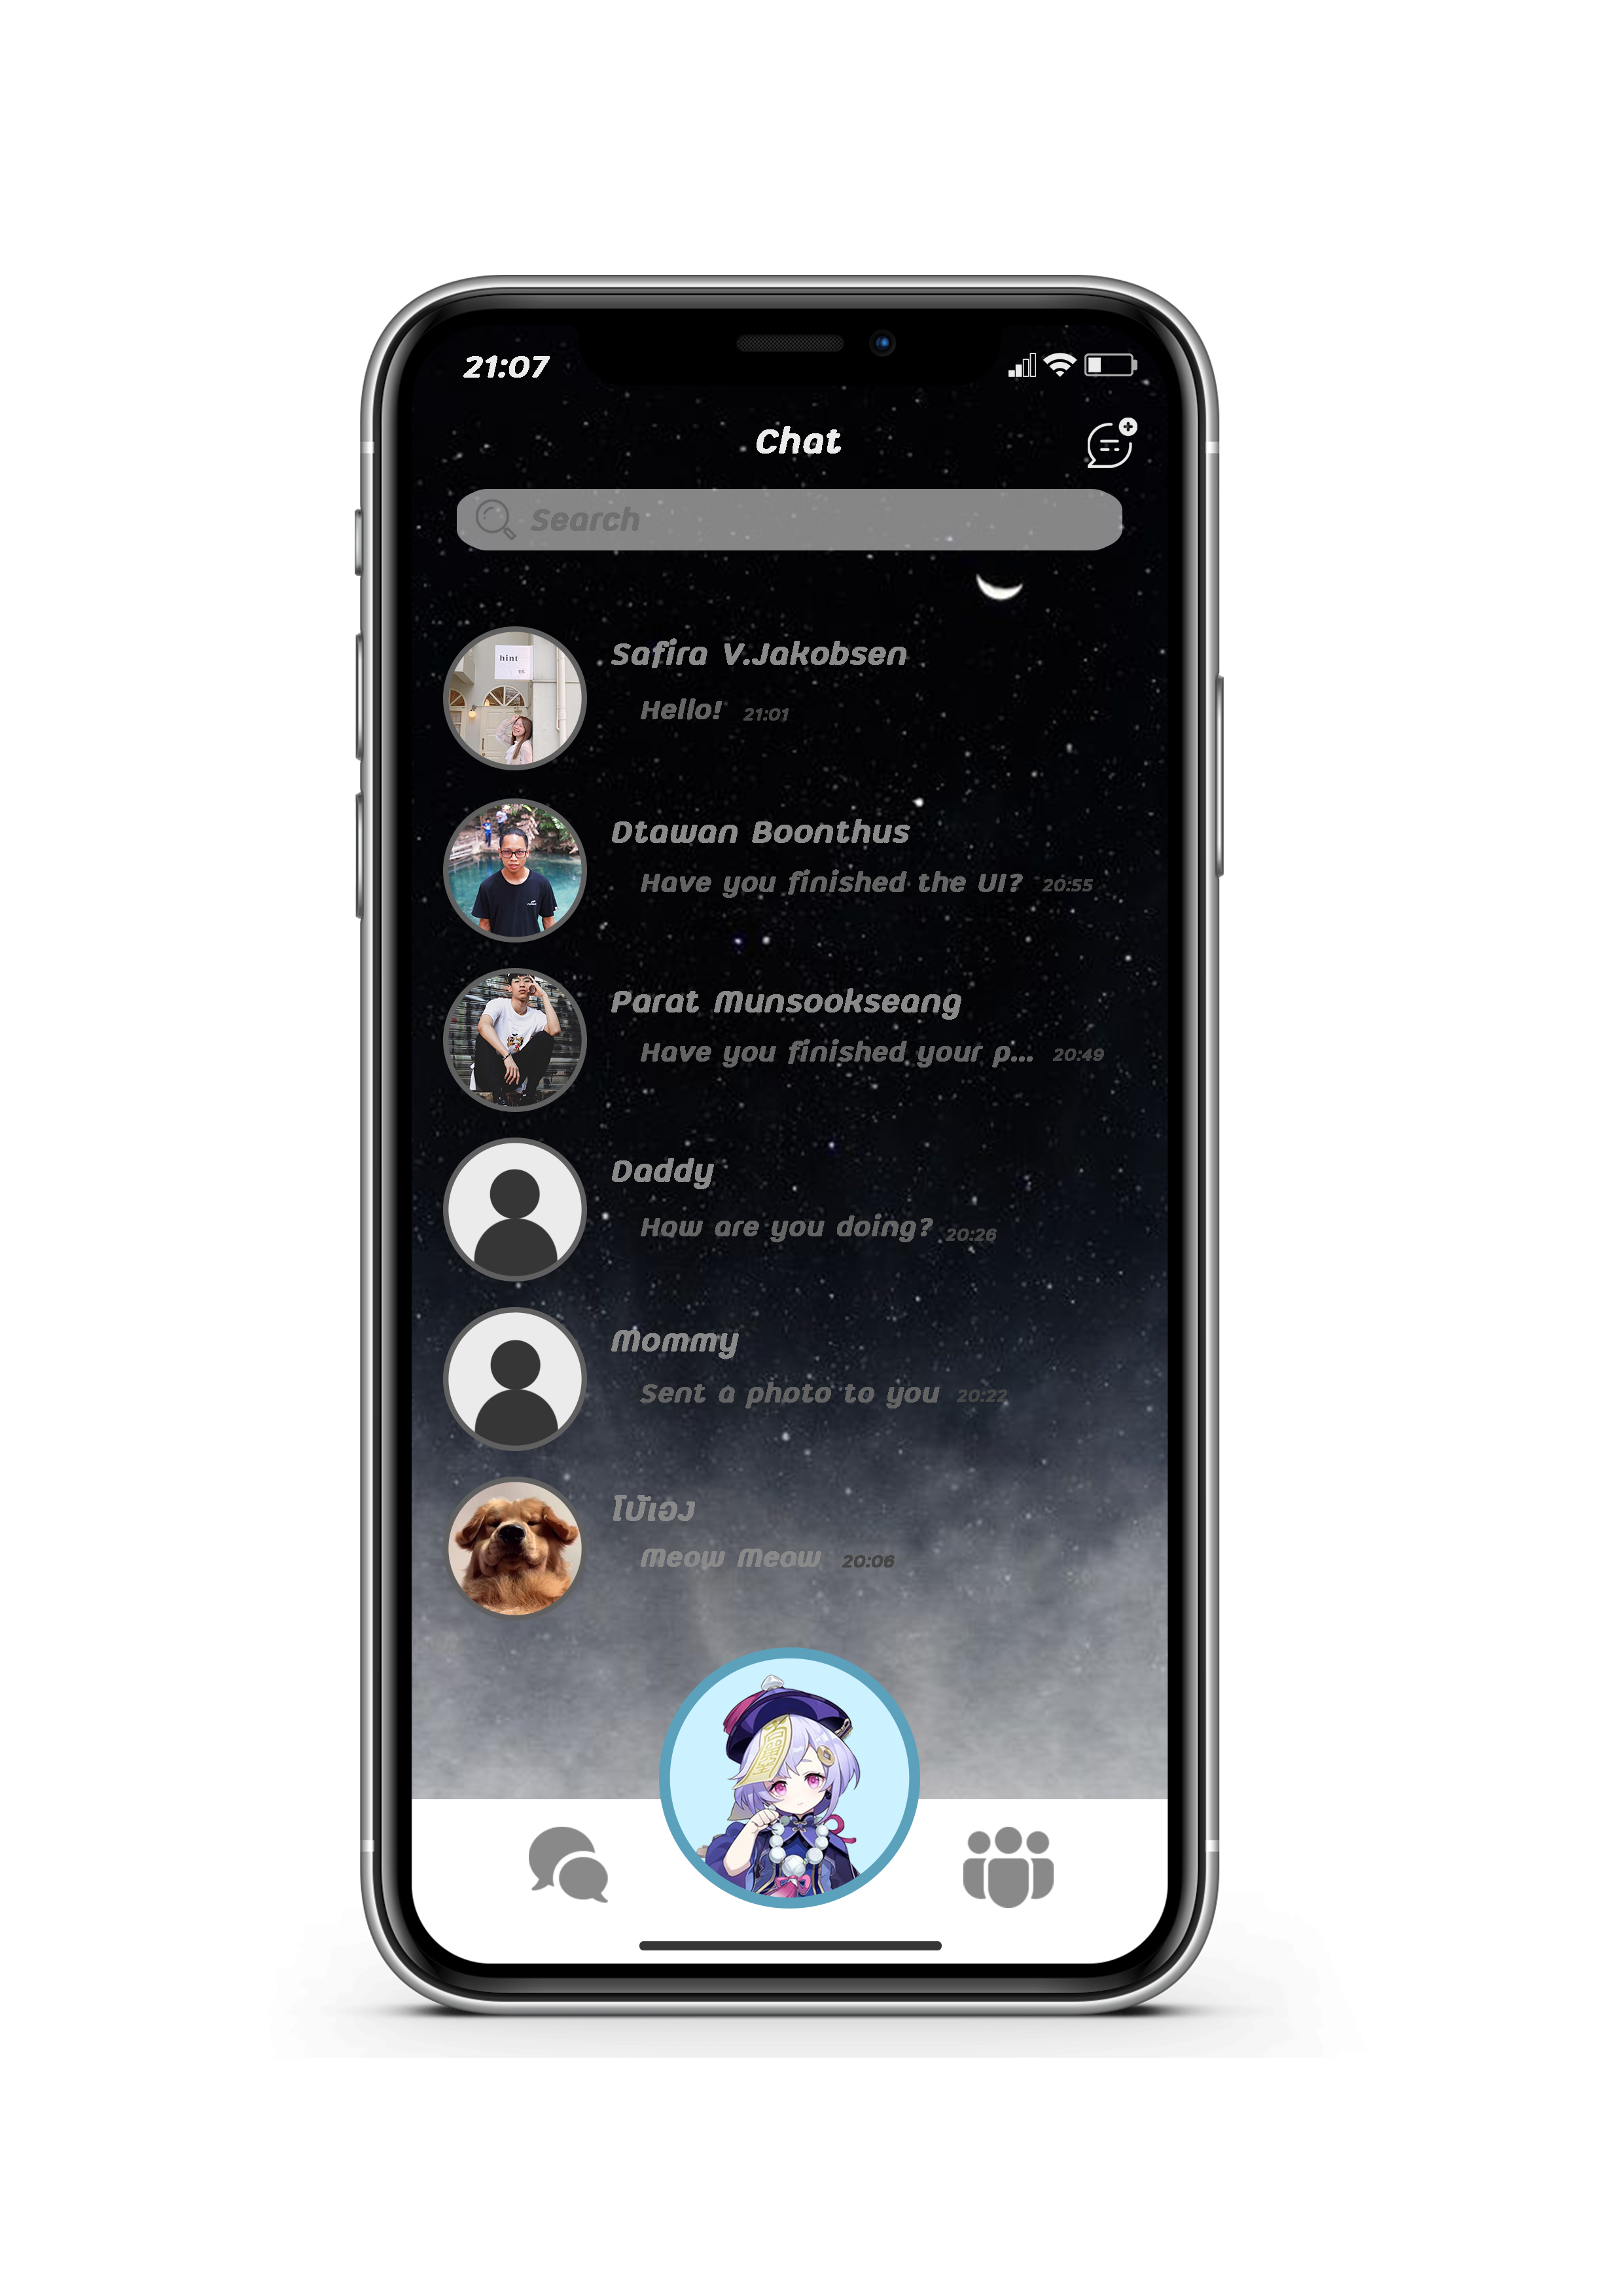 21:07
Chat
Search
hint
Safira V.Jakobsen
Hello! 21:01
Dtawan Boonthus
Have you finished the UI? 20:55
Parat Munsookseang
Have you finished your p... 20:49
Daddy
How are you doing? 20:26
Mommy
Sent a photo to you 20:22
โบ้เอง
Meow Meow 20:06